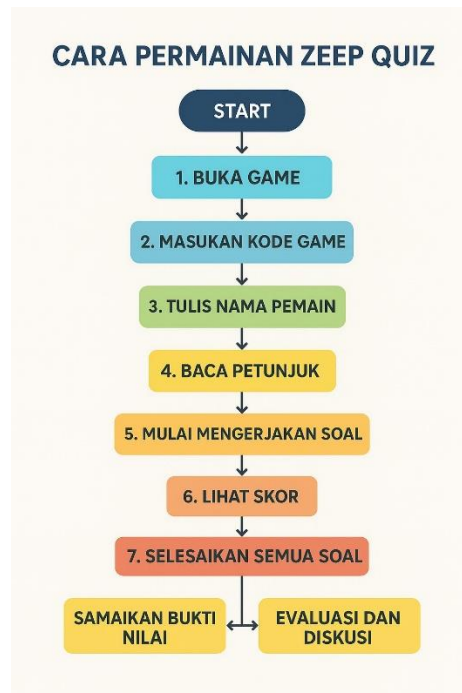 CARA PERMAINAN ZEEP QUIZ
START
1. BUKA GAME
2. MASUKAN KODE GAME
3. TULIS NAMA PEMAIN
4. BACA PETUNJUK
5. MULAI MENGERJAKAN SOAL
6. LIHAT SKOR
7. SELESAIKAN SEMUA SOAL
SAMAIKAN BUKTI
NILAI
EVALUASI DAN
DISKUSI